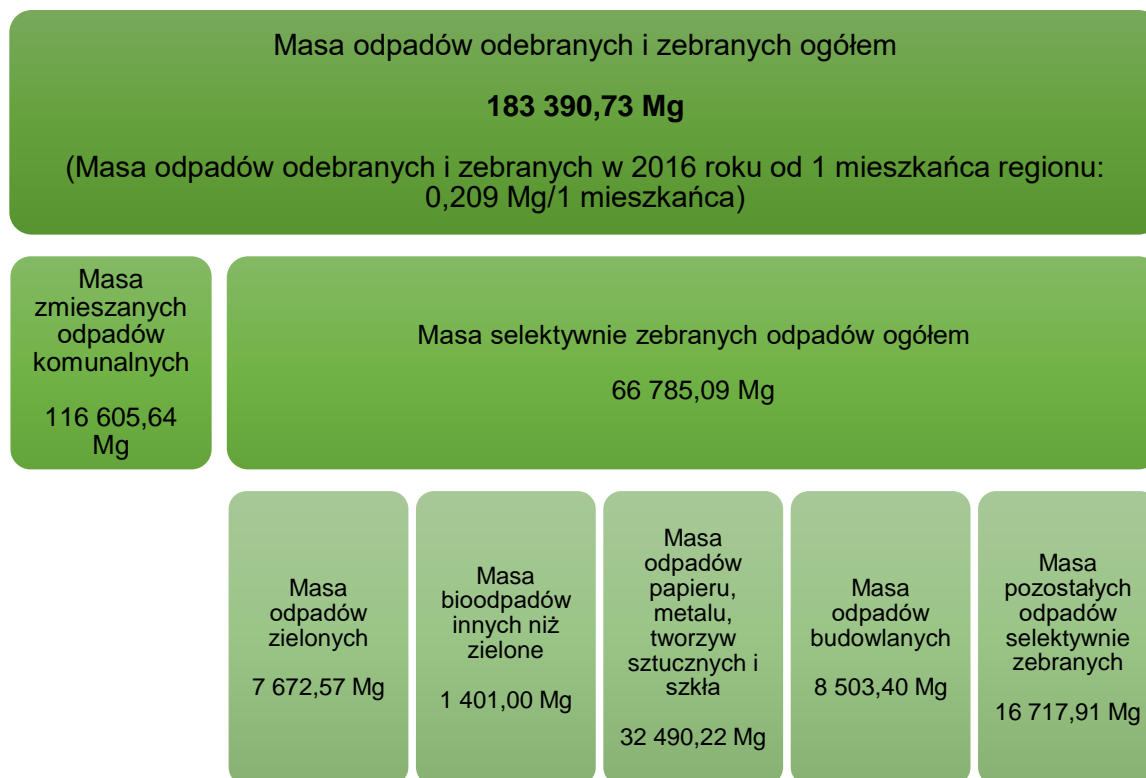 Masa odpadów odebranych i zebranych ogółem
183 390,73 Mg
(Masa odpadów odebranych i zebranych w 2016 roku od 1 mieszkańca regionu:
0,209 Mg/1 mieszkańca)
Masa
zmieszanych
odpadów
komunalnych
116 605,64
Mg
Masa selektywnie zebranych odpadów ogółem
66 785,09 Mg
Masa
odpadów
zielonych
7 672,57 Mg
Masa
bioodpadów
innych niż
zielone
1 401,00 Mg
Masa
odpadów
papieru,
metalu,
tworzyw
sztucznych i
szkła
32 490,22 Mg
Masa
odpadów
budowlanych
8 503,40 Mg
Masa
pozostałych
odpadów
selektywnie
zebranych
16 717,91 Mg